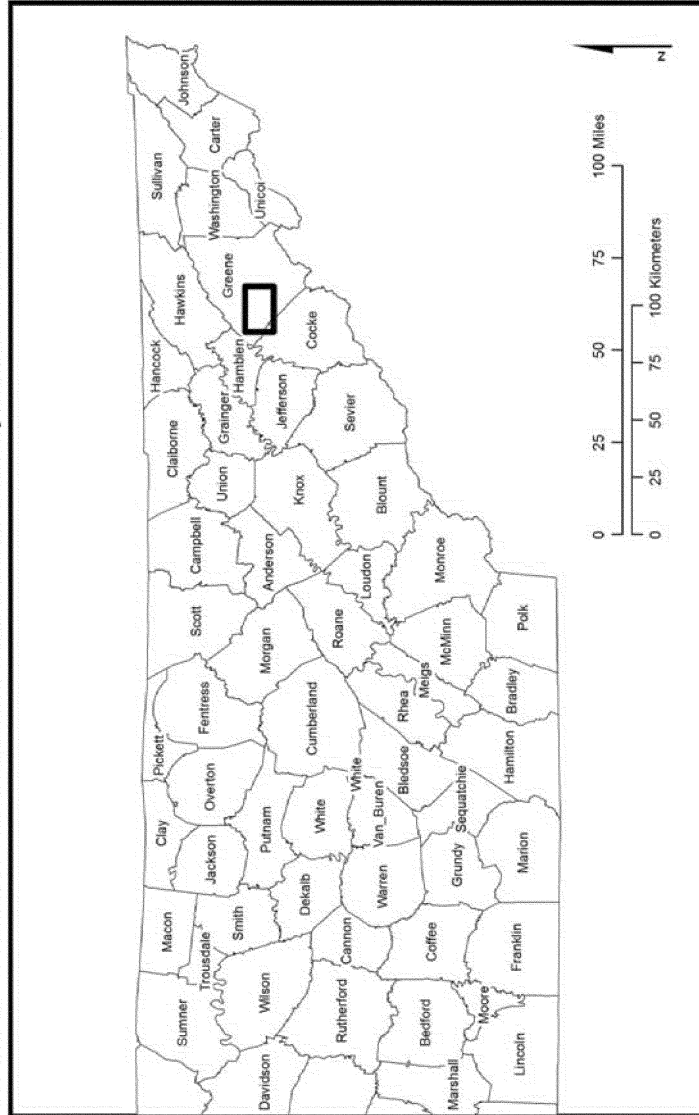 Johnson
Sullivan
Carter
Washington
Unicoi
Hawkins
Greene
Hancock
Hamblen
Cocke
Claiborne
Grainger
Jefferson
Sevier
Union
Knox
Blount
Campbell
Anderson
Loudon
Monroe
Scott
Morgan
Roane
McMinn
Polk
Pickett
Fentress
Cumberland
Rhea
Meigs
Bradley
Clay
Overton
Putnam
White
White
Van_Buren
Bledsoe
Sequatchie
Hamilton
Jackson
Dekalb
Warren
Grundy
Marion
Macon
Trousdale
Smith
Cannon
Coffee
Franklin
Sumner
Wilson
Rutherford
Bedford
Moore
Lincoln
Davidson
Marshall
0 25 50 75 100 Miles
0 25 50 75 100 Kilometers
N